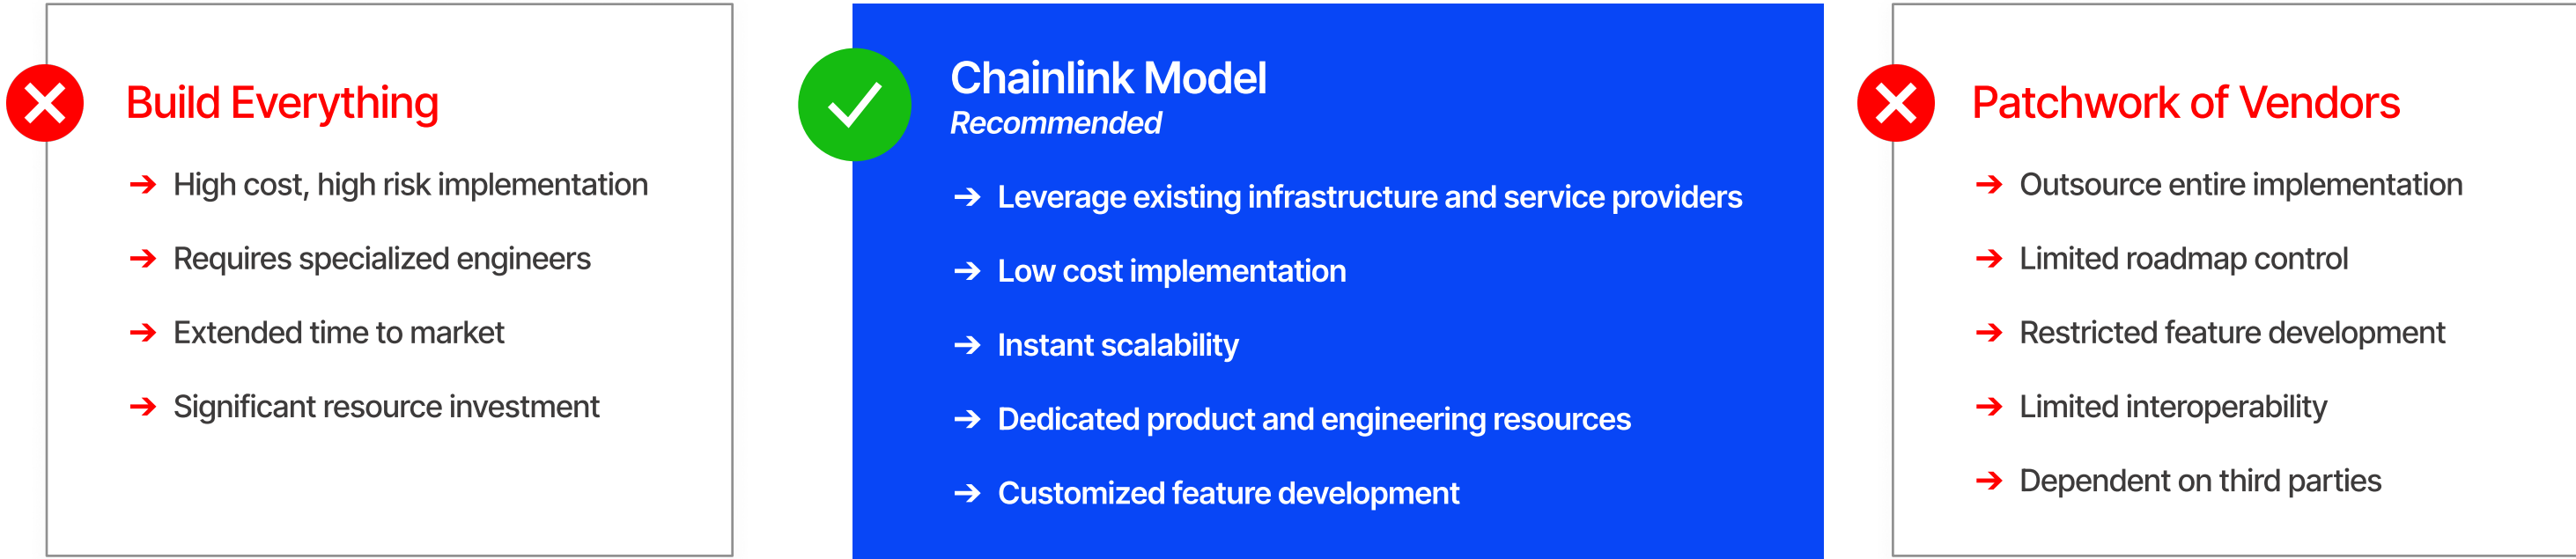 Build Everything
→ High cost, high risk implementation
→ Requires specialized engineers
→ Extended time to market
→ Significant resource investment
Chainlink Model
Recommended
→ Leverage existing infrastructure and service providers
→ Low cost implementation
→ Instant scalability
→ Dedicated product and engineering resources
→ Customized feature development
Patchwork of Vendors
→ Outsource entire implementation
→ Limited roadmap control
→ Restricted feature development
→ Limited interoperability
→ Dependent on third parties